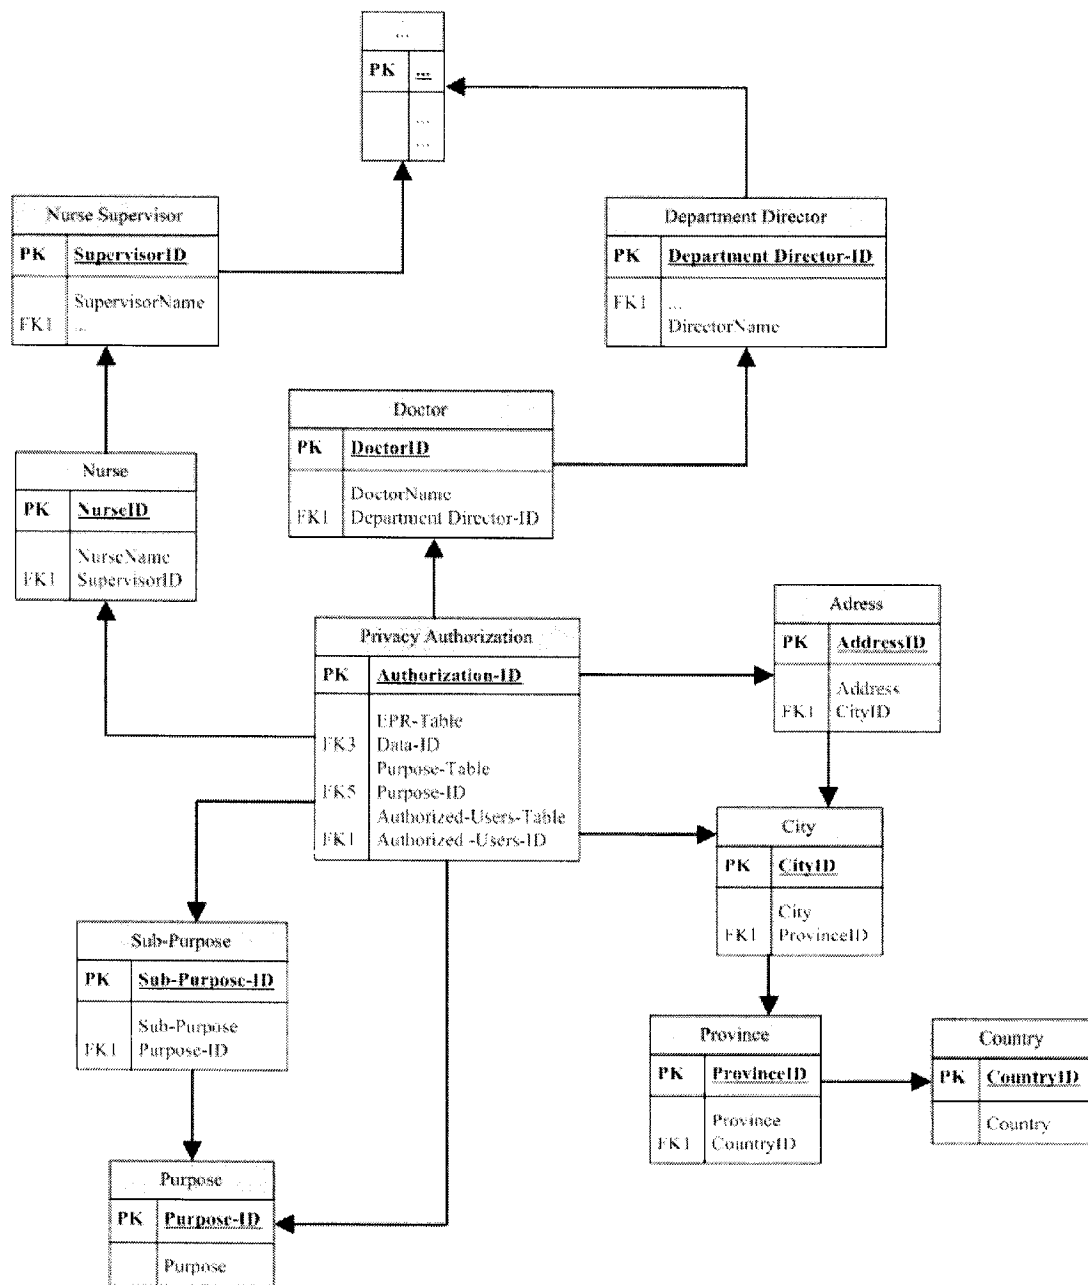 ...
PK ...
...
...
Nurse Supervisor
PK SupervisorID
SupervisorName
FK1 ...
Department Director
PK Department Director-ID
FK1 ...
DirectorName
Doctor
PK DoctorID
DoctorName
FK1 Department Director-ID
Nurse
PK NurseID
NurseName
FK1 SupervisorID
Privacy Authorization
PK Authorization-ID
EPR-Table
FK3 Data-ID
Purpose-Table
FK5 Purpose-ID
Authorized-Users-Table
FK1 Authorized -Users-ID
Adress
PK AddressID
Address
FK1 CityID
City
PK CityID
City
FK1 ProvinceID
Sub-Purpose
PK Sub-Purpose-ID
Sub-Purpose
FK1 Purpose-ID
Province
PK ProvinceID
Province
FK1 CountryID
Country
PK CountryID
Country
Purpose
PK Purpose-ID
Purpose